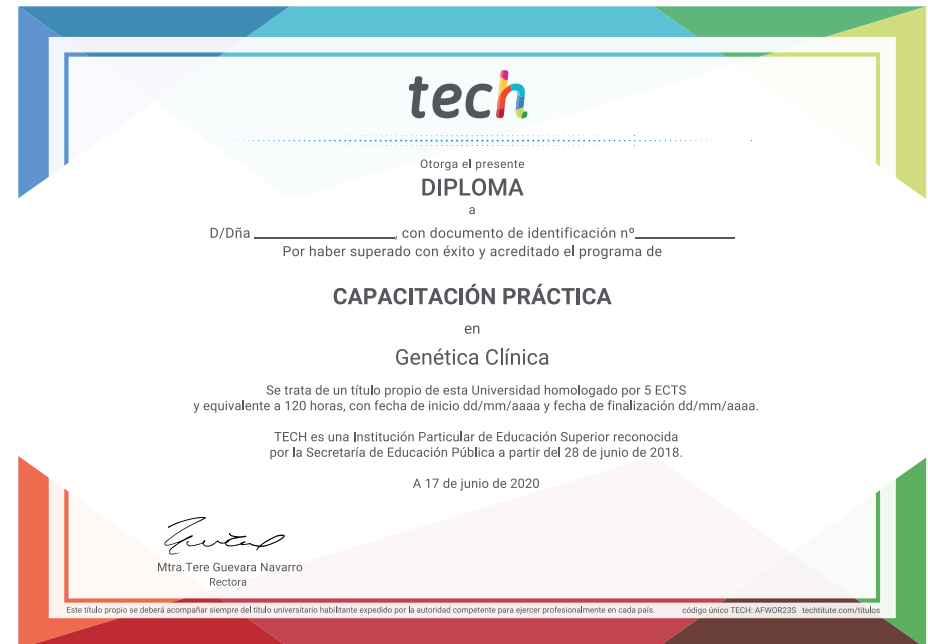 tech
Otorga el presente
DIPLOMA
a
D/Dña ____________________, con documento de identificación nº______________
Por haber superado con éxito y acreditado el programa de
CAPACITACIÓN PRÁCTICA
en
Genética Clínica
Se trata de un título propio de esta Universidad homologado por 5 ECTS
y equivalente a 120 horas, con fecha de inicio dd/mm/aaaa y fecha de finalización dd/mm/aaaa.
TECH es una Institución Particular de Educación Superior reconocida
por la Secretaría de Educación Pública a partir del 28 de junio de 2018.
A 17 de junio de 2020
Mtra.Tere Guevara Navarro
Rectora
Este título propio se deberá acompañar siempre del título universitario habilitante expedido por la autoridad competente para ejercer profesionalmente en cada país. código único TECH: AFWOR23S techtitute.com/titulos